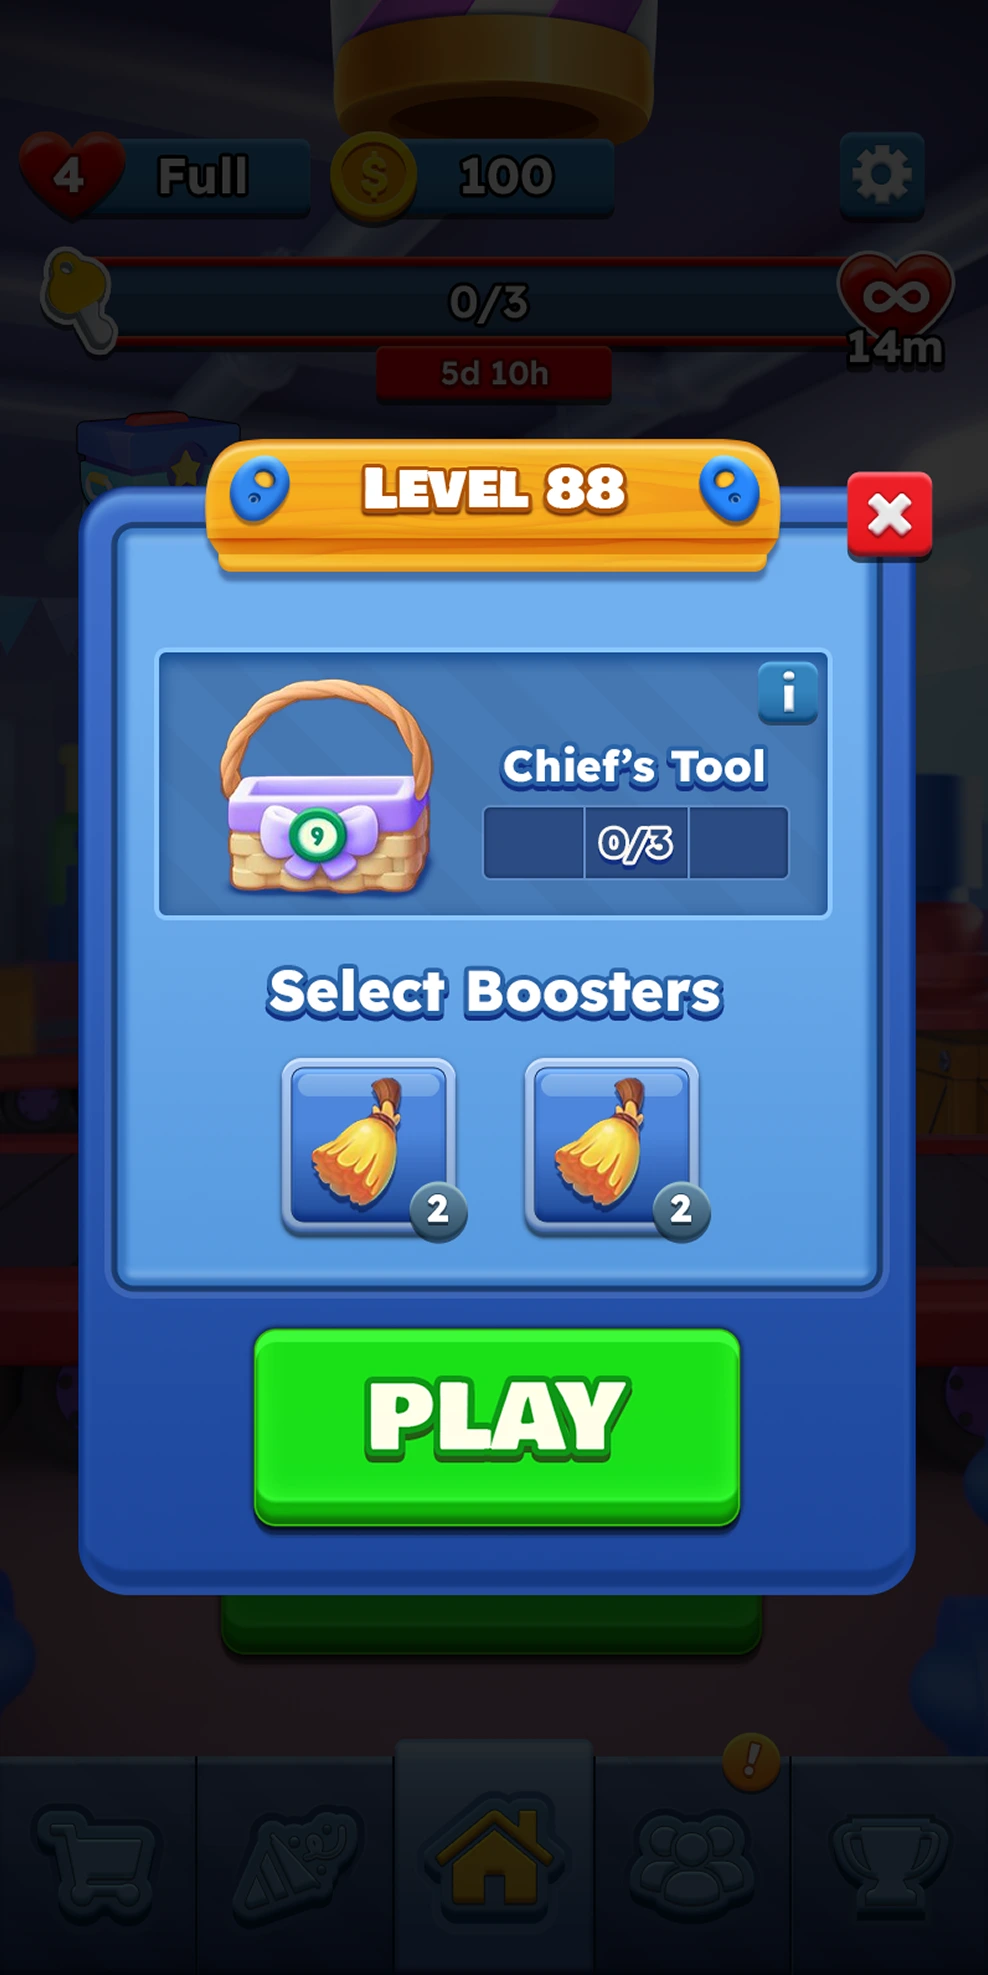 4 Full 100
0/3
14m
5d 10h
LEVEL 88
i
Chief's Tool
9
0/3
Select Boosters
2 2
PLAY
!